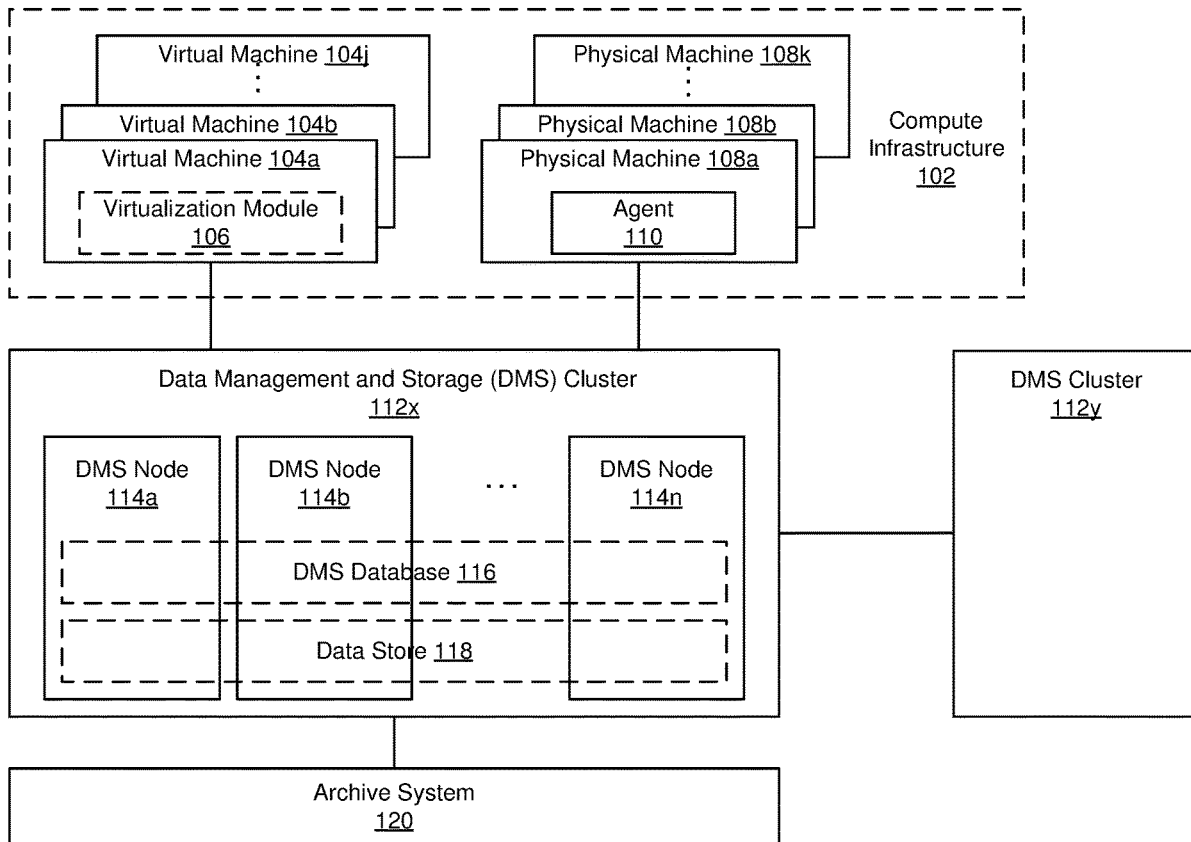 Virtual Machine 104j
Physical Machine 108k
Virtual Machine 104b
Physical Machine 108b
Virtual Machine 104a
Physical Machine 108a
Compute
Infrastructure
102
Virtualization Module
106
Agent
110
Data Management and Storage (DMS) Cluster
112x
DMS Cluster
112y
DMS Node
114a
DMS Node
114b
...
DMS Node
114n
DMS Database 116
Data Store 118
Archive System
120